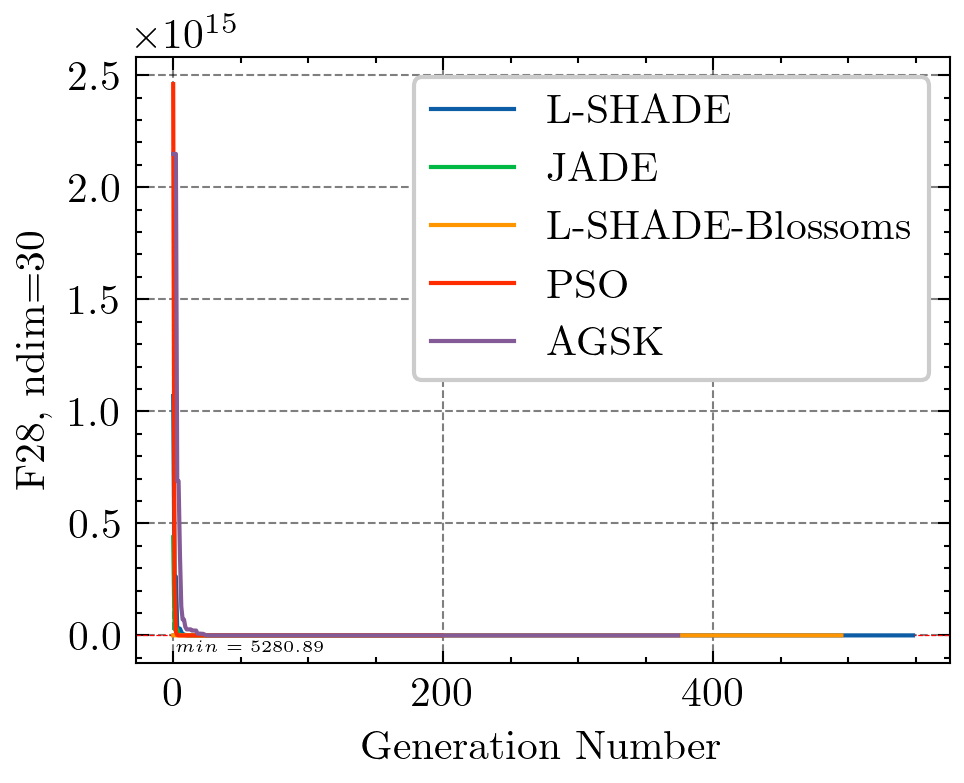 ×10^15
2.5
2.0
1.5
1.0
0.5
0.0
F28, ndim=30
L-SHADE
JADE
L-SHADE-Blossoms
PSO
AGSK
min = 5280.89
0 200 400
Generation Number